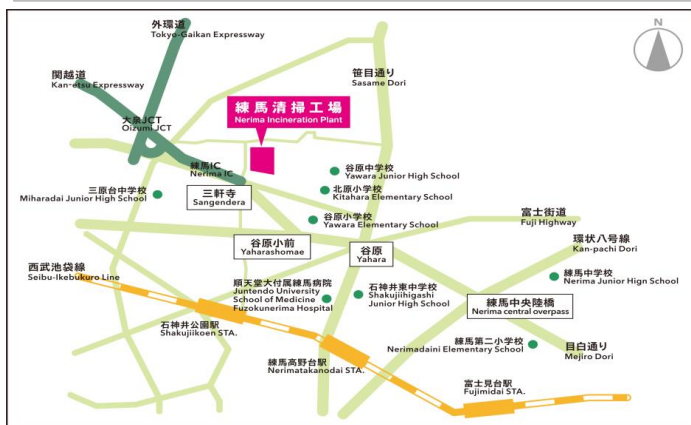 外環道
Tokyo-Gaikan Expressway
N
関越道
Kan-etsu Expressway
笹目通り
Sasame Dori
練馬清掃工場
Nerima Incineration Plant
大泉JCT
Oizumi JCT
練馬IC
Nerima IC
谷原中学校
Yawara Junior High School
北原小学校
Kitahara Elementary School
三原台中学校
Miharadai Junior High School
三軒寺
Sangendera
谷原小学校
Yawara Elementary School
富士街道
Fuji Highway
谷原小前
Yaharashomae
谷原
Yahara
環状八号線
Kan-pachi Dori
西武池袋線
Seibu-Ikebukuro Line
順天堂大付属練馬病院
Juntendo University
School of Medicine
Fuzokunerima Hospital
石神井東中学校
Shakujiihigashi
Junior High School
練馬中学校
Nerima Junior Hign School
練馬中央陸橋
Nerima central overpass
石神井公園駅
Shakujiikoen STA.
練馬高野台駅
Nerimatakanodai STA.
練馬第二小学校
Nerimadaini Elementary School
目白通り
Mejiro Dori
富士見台駅
Fujimidai STA.